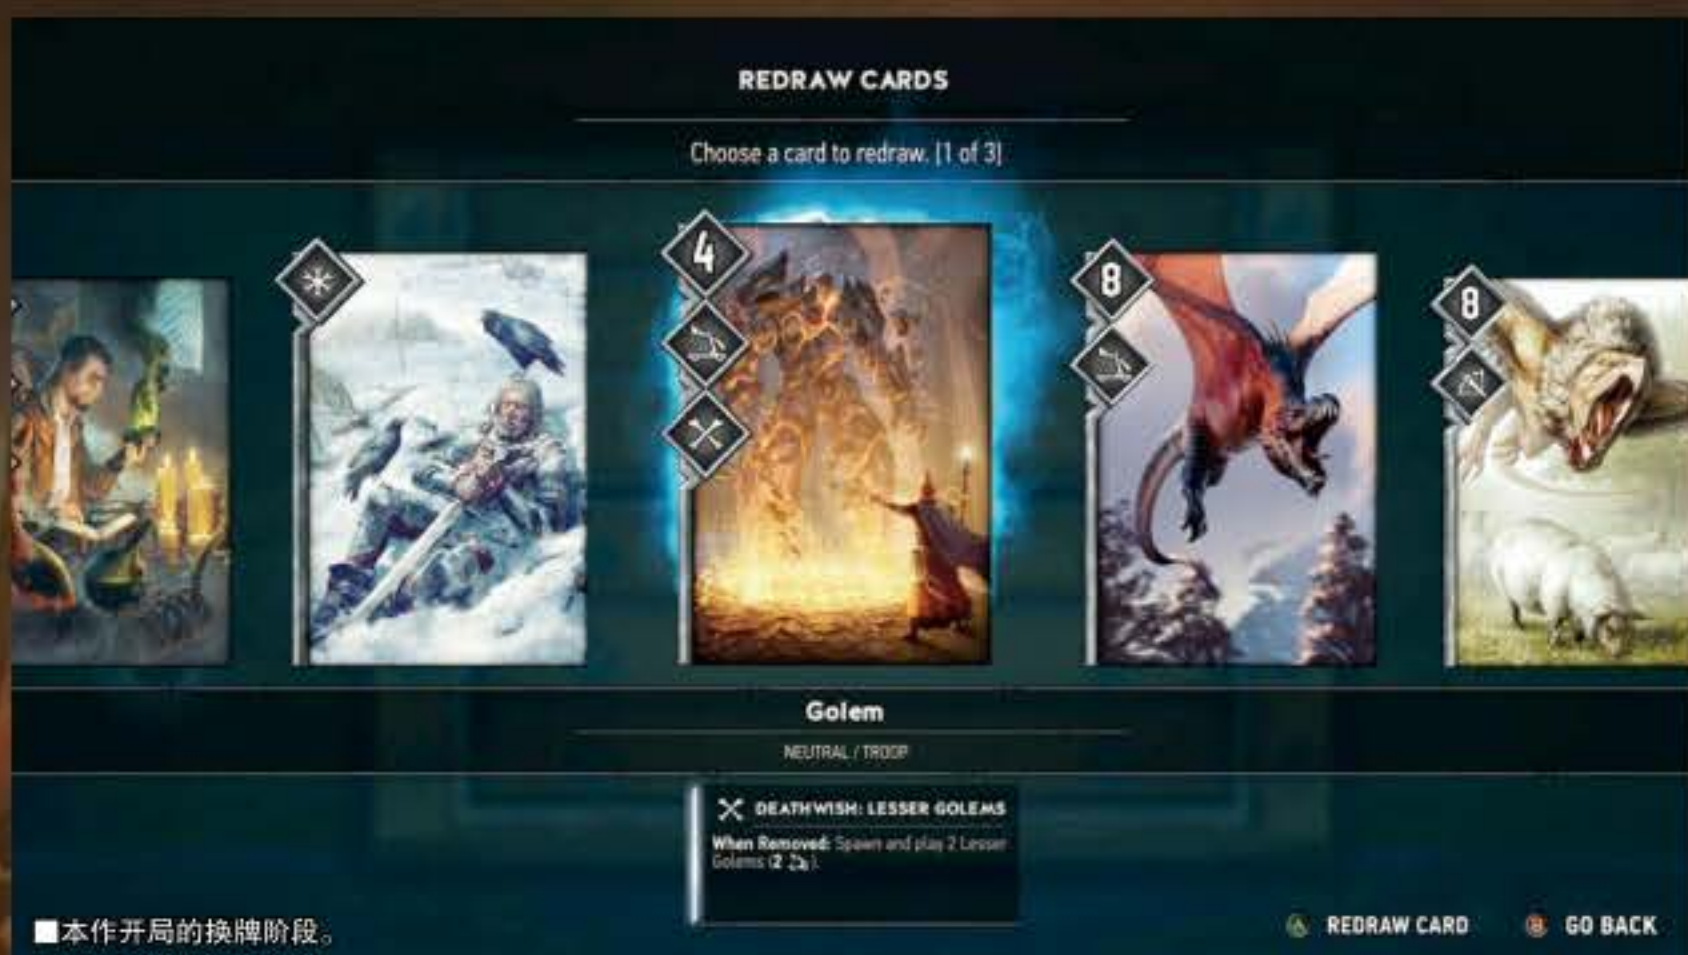 REDRAW CARDS
Choose a card to redraw. [1 of 3]
4
8
8
Golem
NEUTRAL / TROOP
DEATHWISH: LESSER GOLEMS
When Removed: Spawn and play 2 Lesser
Golems (2 ).
■本作开局的换牌阶段。
A REDRAW CARD B GO BACK